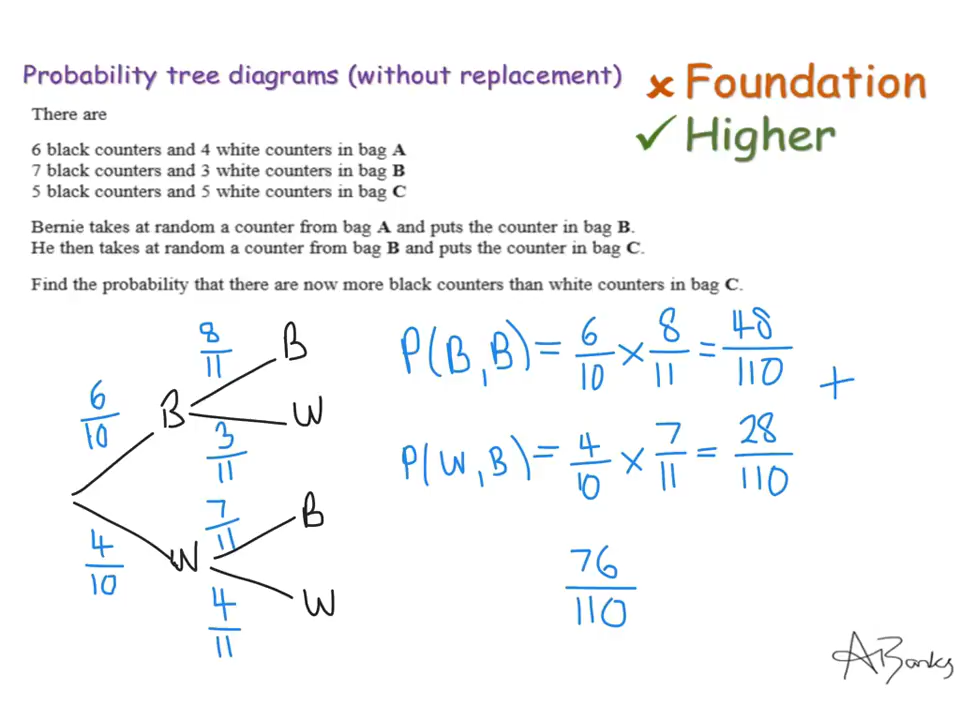 Probability tree diagrams (without replacement)
× Foundation
✓ Higher
There are
6 black counters and 4 white counters in bag A
7 black counters and 3 white counters in bag B
5 black counters and 5 white counters in bag C
Bernie takes at random a counter from bag A and puts the counter in bag B.
He then takes at random a counter from bag B and puts the counter in bag C.
Find the probability that there are now more black counters than white counters in bag C.
8/11 B
6/10 B W
3/11
7/11 B
4/10 W W
4/11
P(B,B) = 6/10 × 8/11 = 48/110 +
P(W,B) = 4/10 × 7/11 = 28/110
76/110
ABanks